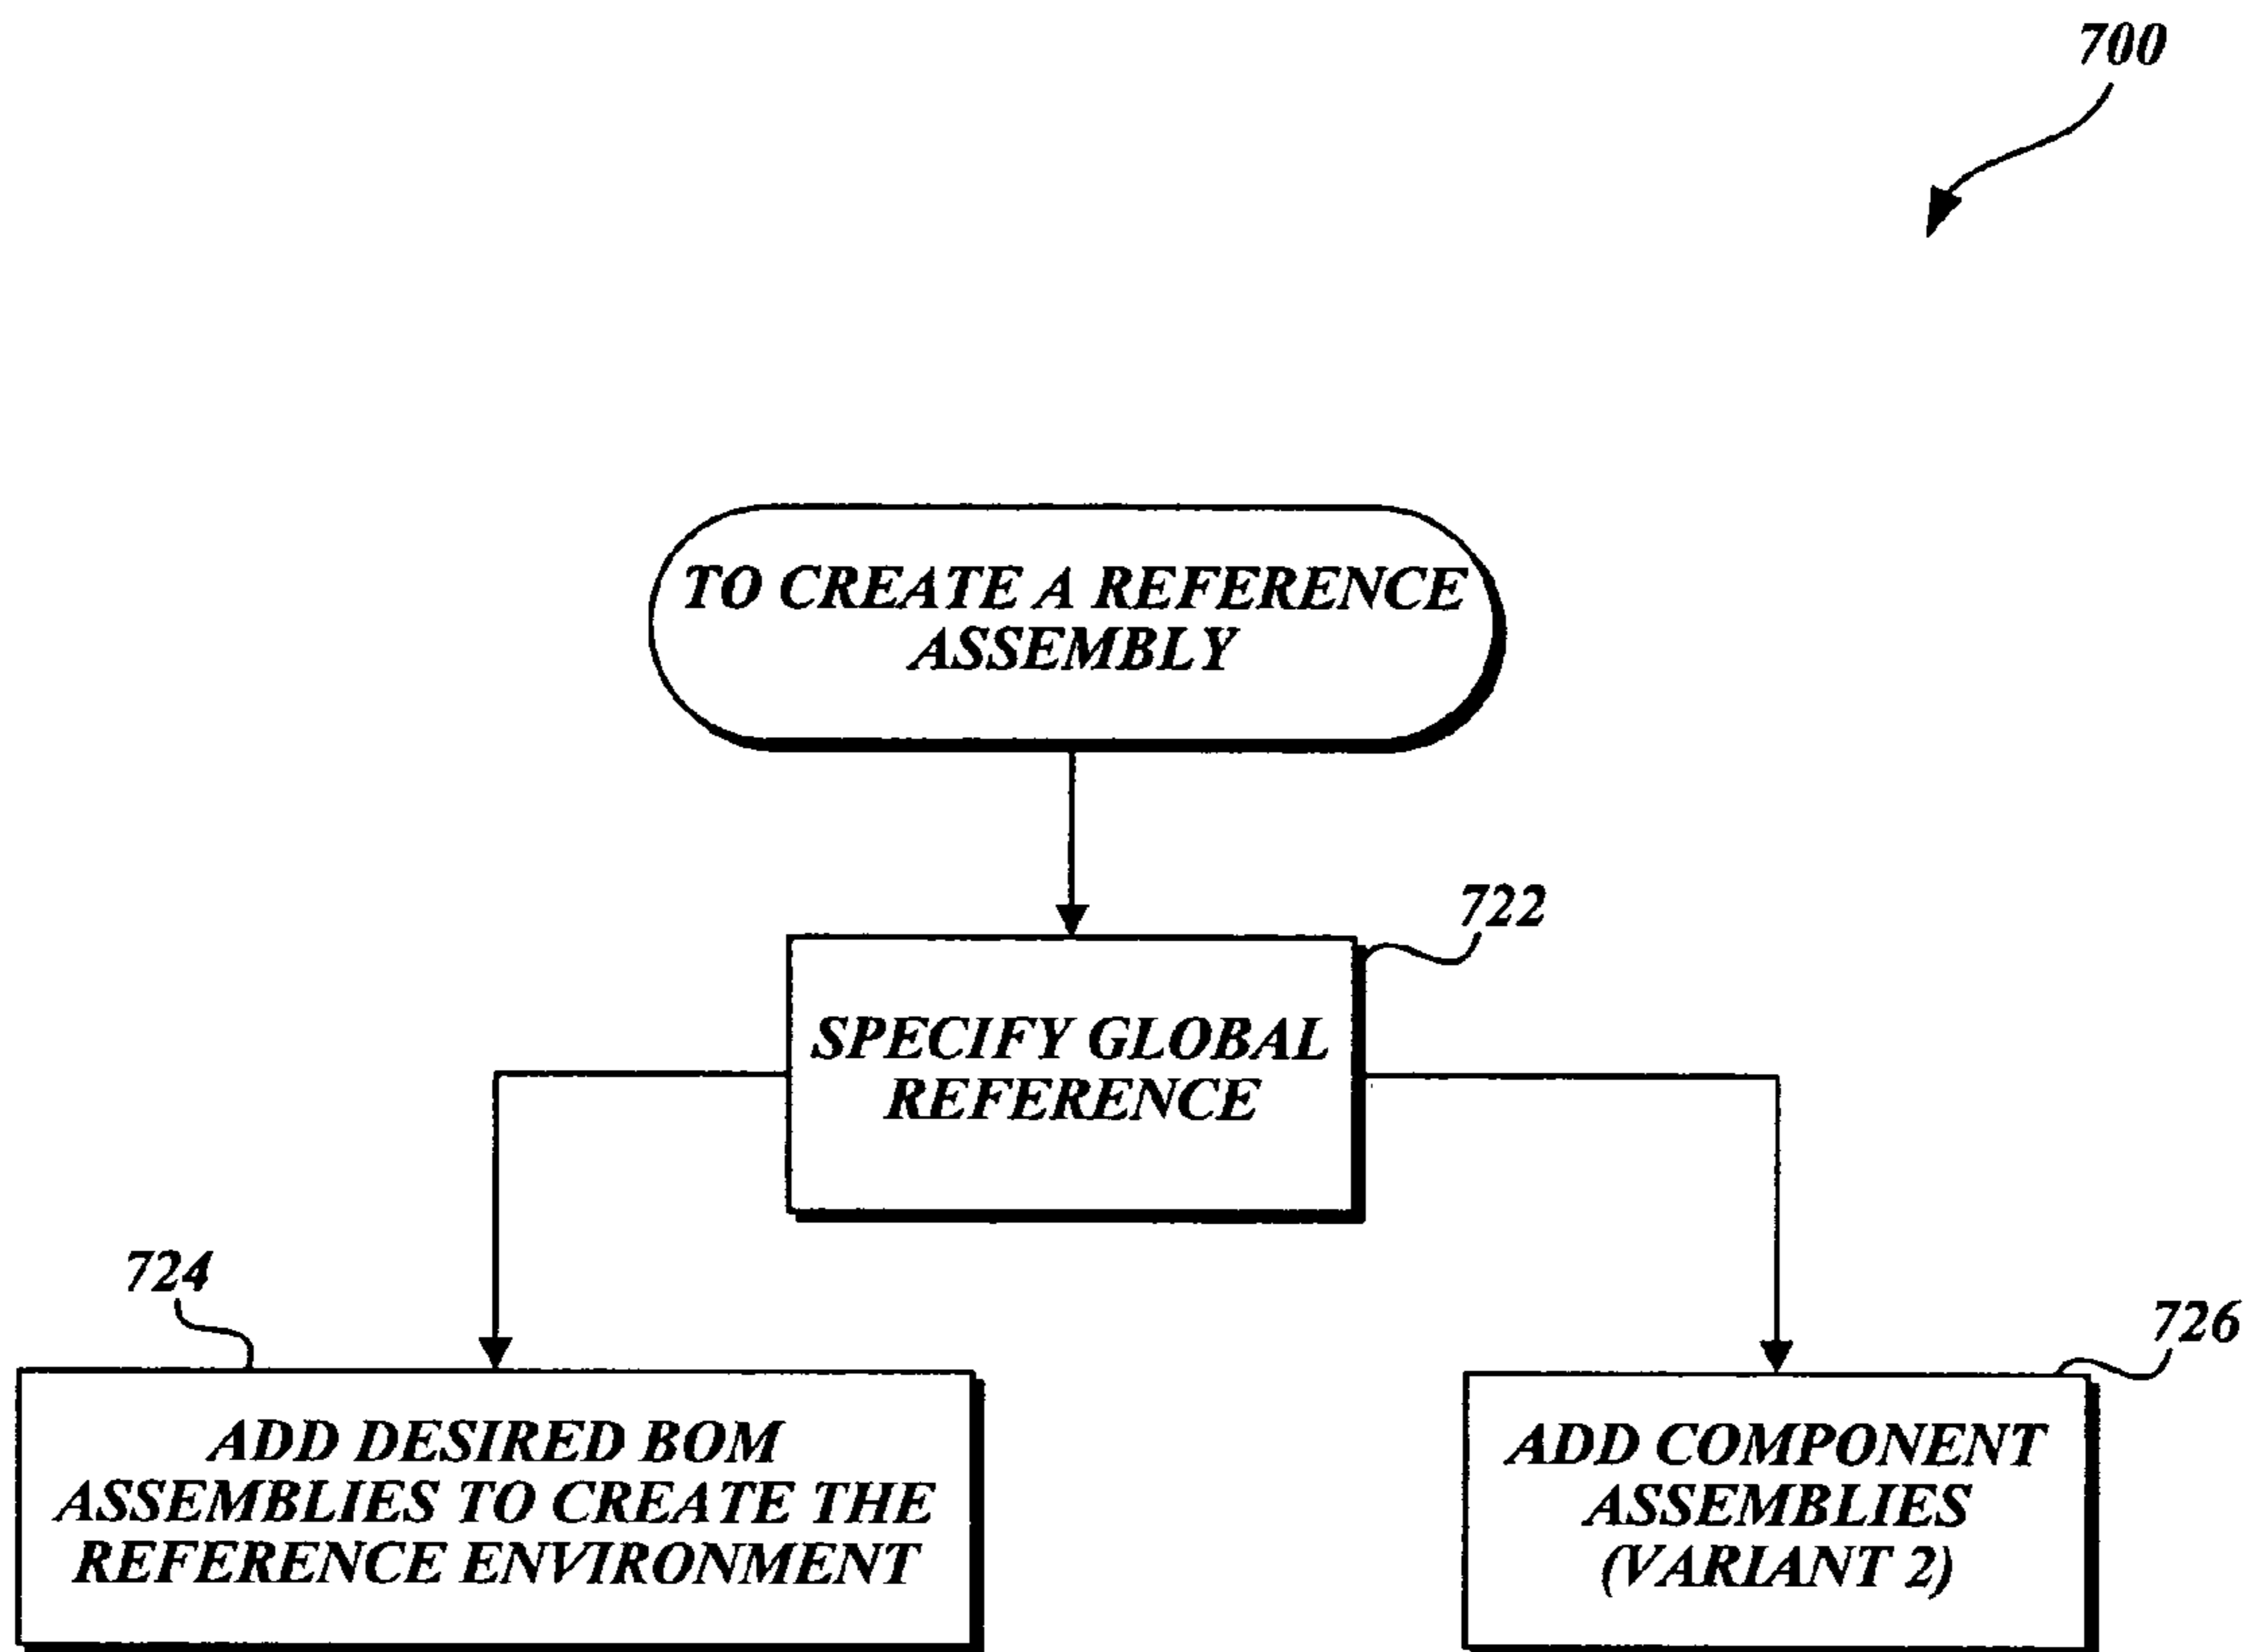 700
TO CREATE A REFERENCE
ASSEMBLY
722
SPECIFY GLOBAL
REFERENCE
724
ADD DESIRED BOM
ASSEMBLIES TO CREATE THE
REFERENCE ENVIRONMENT
726
ADD COMPONENT
ASSEMBLIES
(VARIANT 2)